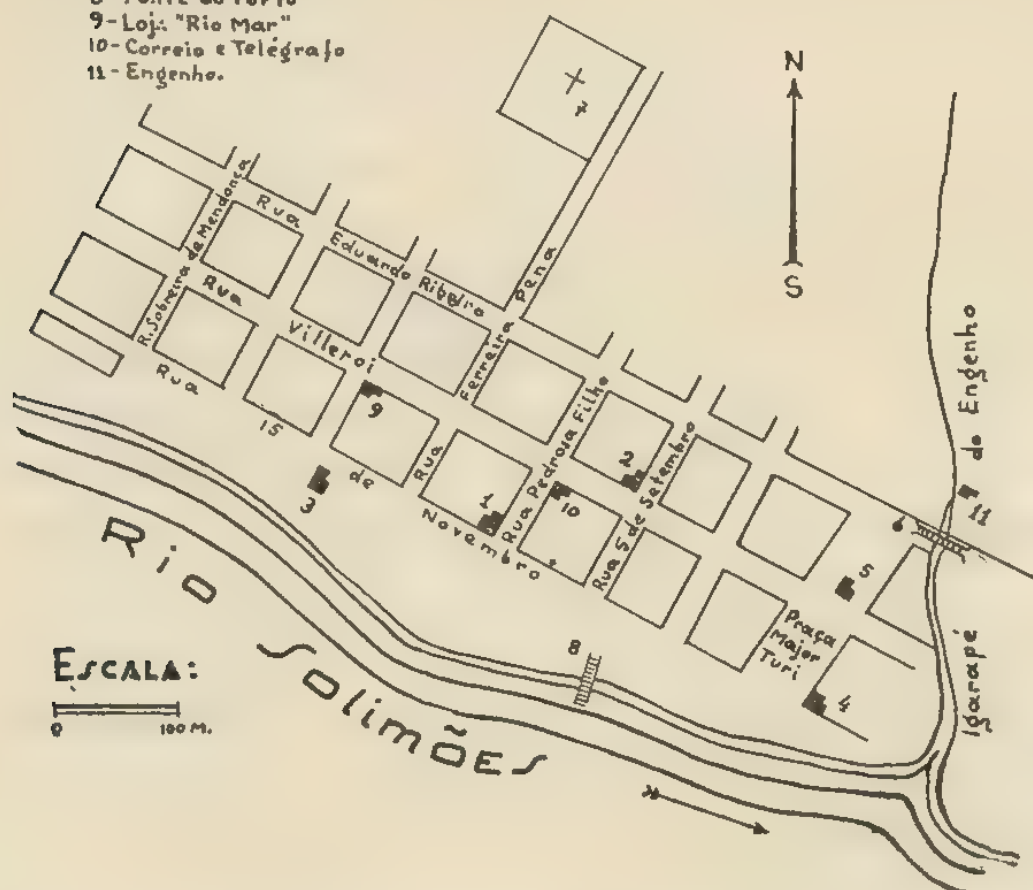 9-Loj: "Rio Mar"
10-Correio e Telégrafo
11-Engenho.
7
N
S
R. Sobreira de Mendonça
Rua Eduardo Ribeiro
Ferreira Pena
Rua Villeroi
Rua 15 de Novembro
Rua
Rua Pedrosa Filho
Rua 5 de Setembro
9
3
1
10
2
6
11
5
8
4
Praça
Major
Turi
Igarapé do Engenho
Rio Solimões
ESCALA:
0 100 M.